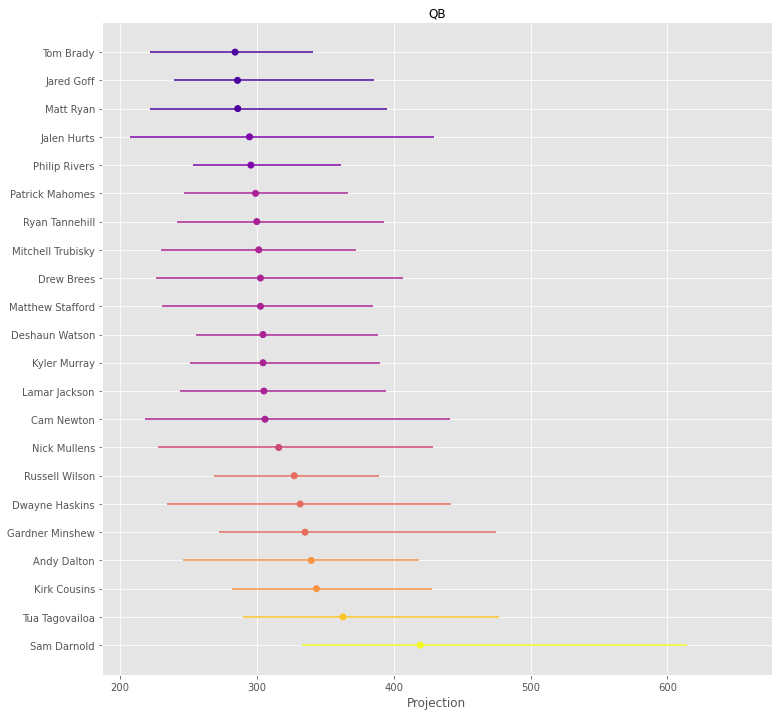 QB
Tom Brady
Jared Goff
Matt Ryan
Jalen Hurts
Philip Rivers
Patrick Mahomes
Ryan Tannehill
Mitchell Trubisky
Drew Brees
Matthew Stafford
Deshaun Watson
Kyler Murray
Lamar Jackson
Cam Newton
Nick Mullens
Russell Wilson
Dwayne Haskins
Gardner Minshew
Andy Dalton
Kirk Cousins
Tua Tagovailoa
Sam Darnold
200 300 400 500 600
Projection